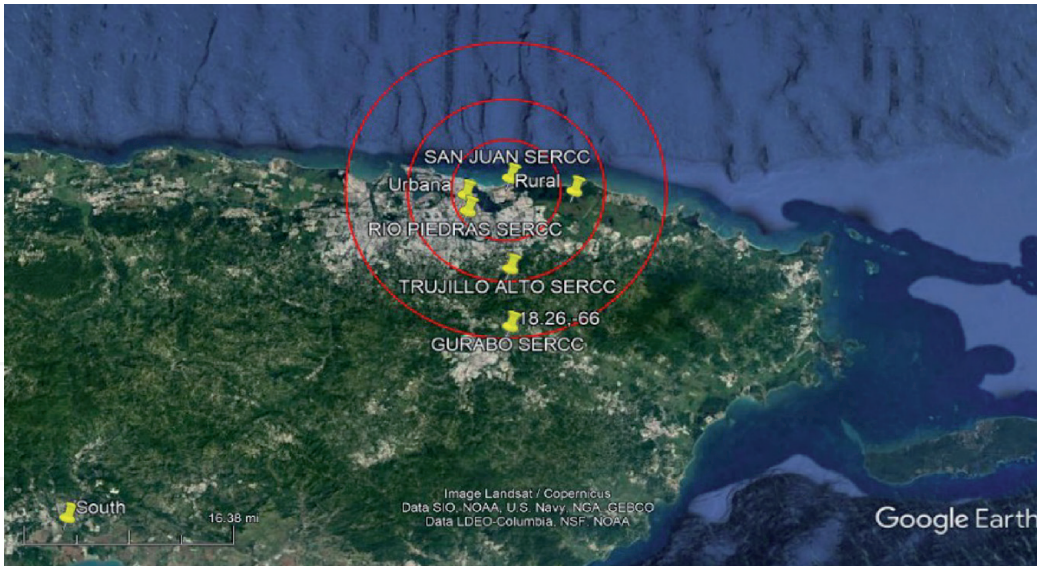 SAN JUAN SERCC
Urbana
Rural
RIO PIEDRAS SERCC
TRUJILLO ALTO SERCC
18.26,-66
GURABO SERCC
South
16.38 mi
Image Landsat / Copernicus
Data SIO, NOAA, U.S. Navy, NGA, GEBCO
Data LDEO-Columbia, NSF, NOAA
Google Earth